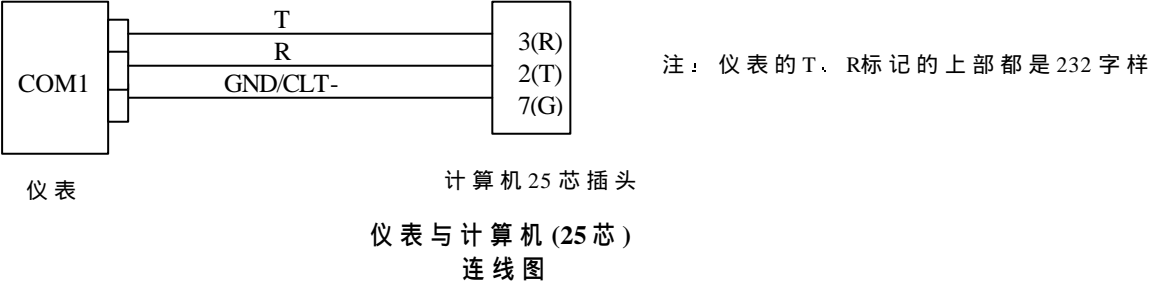 T
R
GND/CLT-
COM1
3(R)
2(T)
7(G)
注： 仪表的T、R标记的上部都是232字样
仪表
计算机25芯插头
仪表与计算机(25芯)
连线图